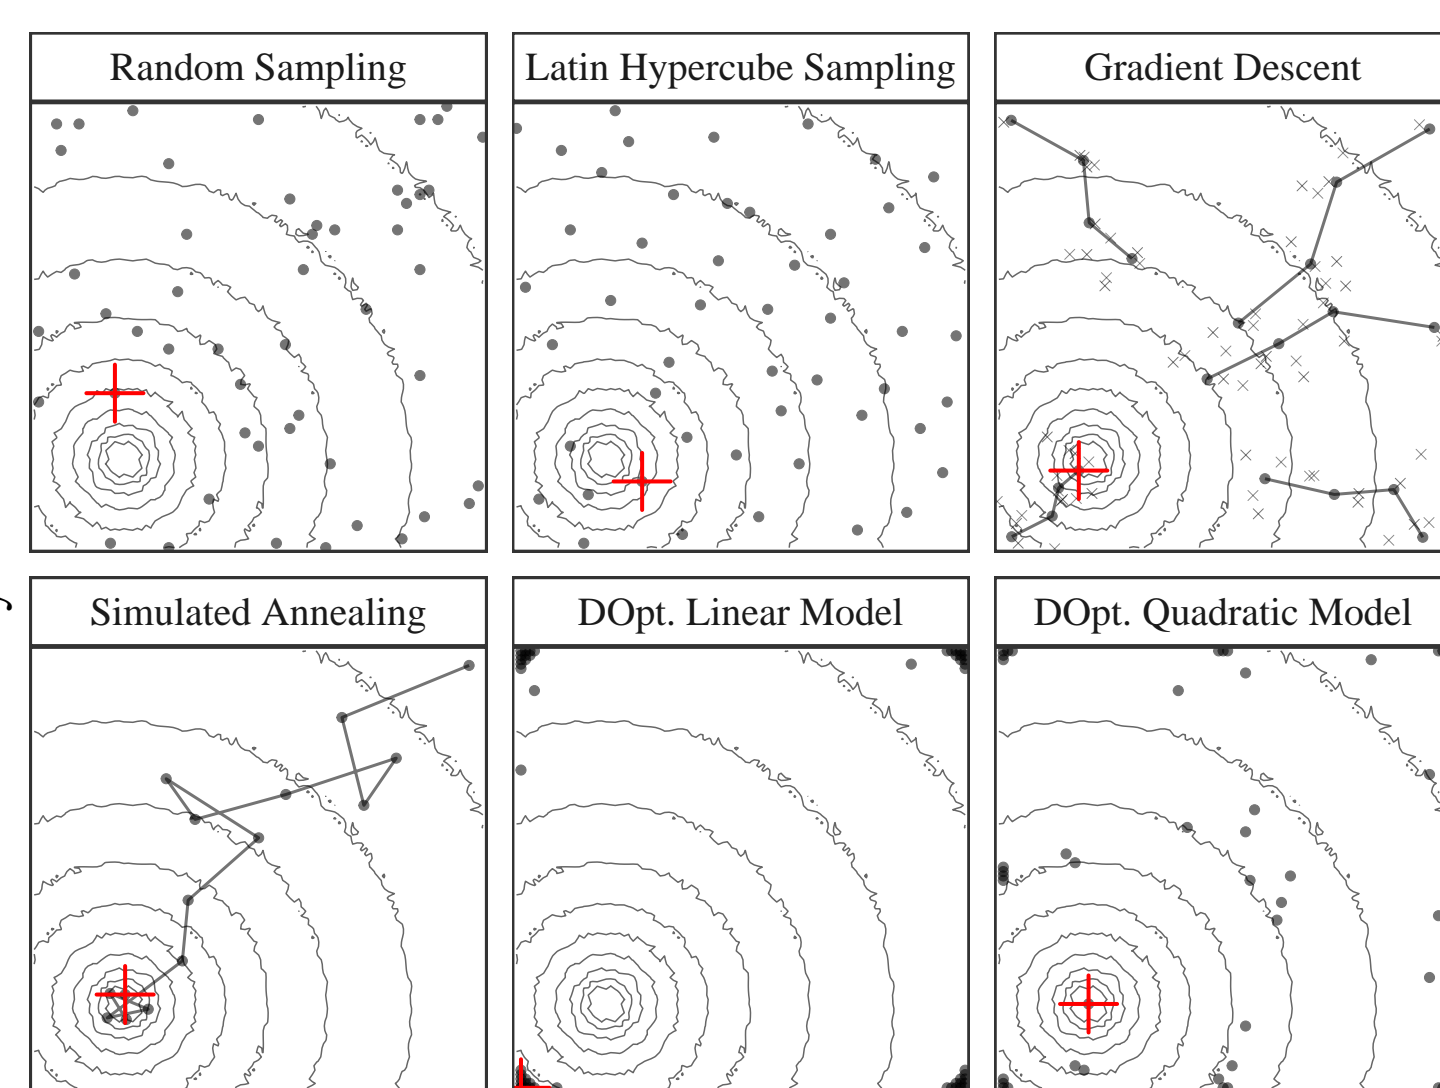 Random Sampling
Latin Hypercube Sampling
Gradient Descent
Simulated Annealing
DOpt. Linear Model
DOpt. Quadratic Model